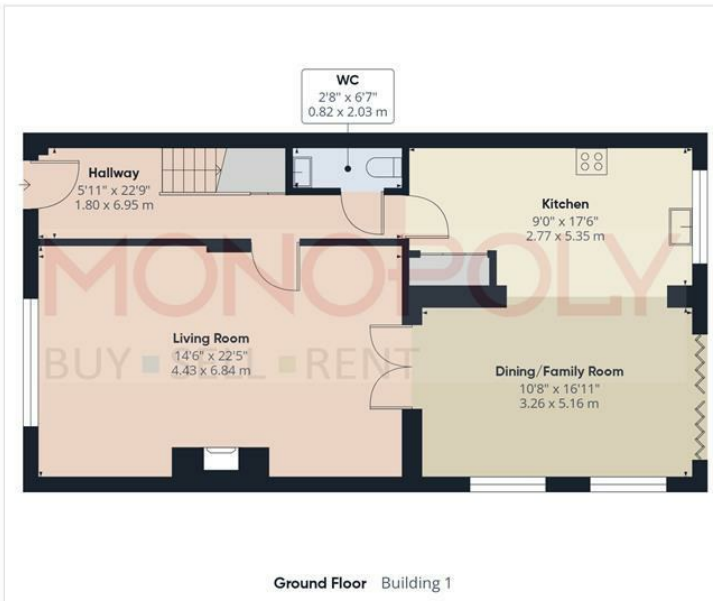 WC
2'8" x 6'7"
0.82 x 2.03 m
Hallway
5'11" x 22'9"
1.80 x 6.95 m
Kitchen
9'0" x 17'6"
2.77 x 5.35 m
MONOPOLY
BUY SELL RENT
Living Room
14'6" x 22'5"
4.43 x 6.84 m
Dining/Family Room
10'8" x 16'11"
3.26 x 5.16 m
Ground Floor Building 1